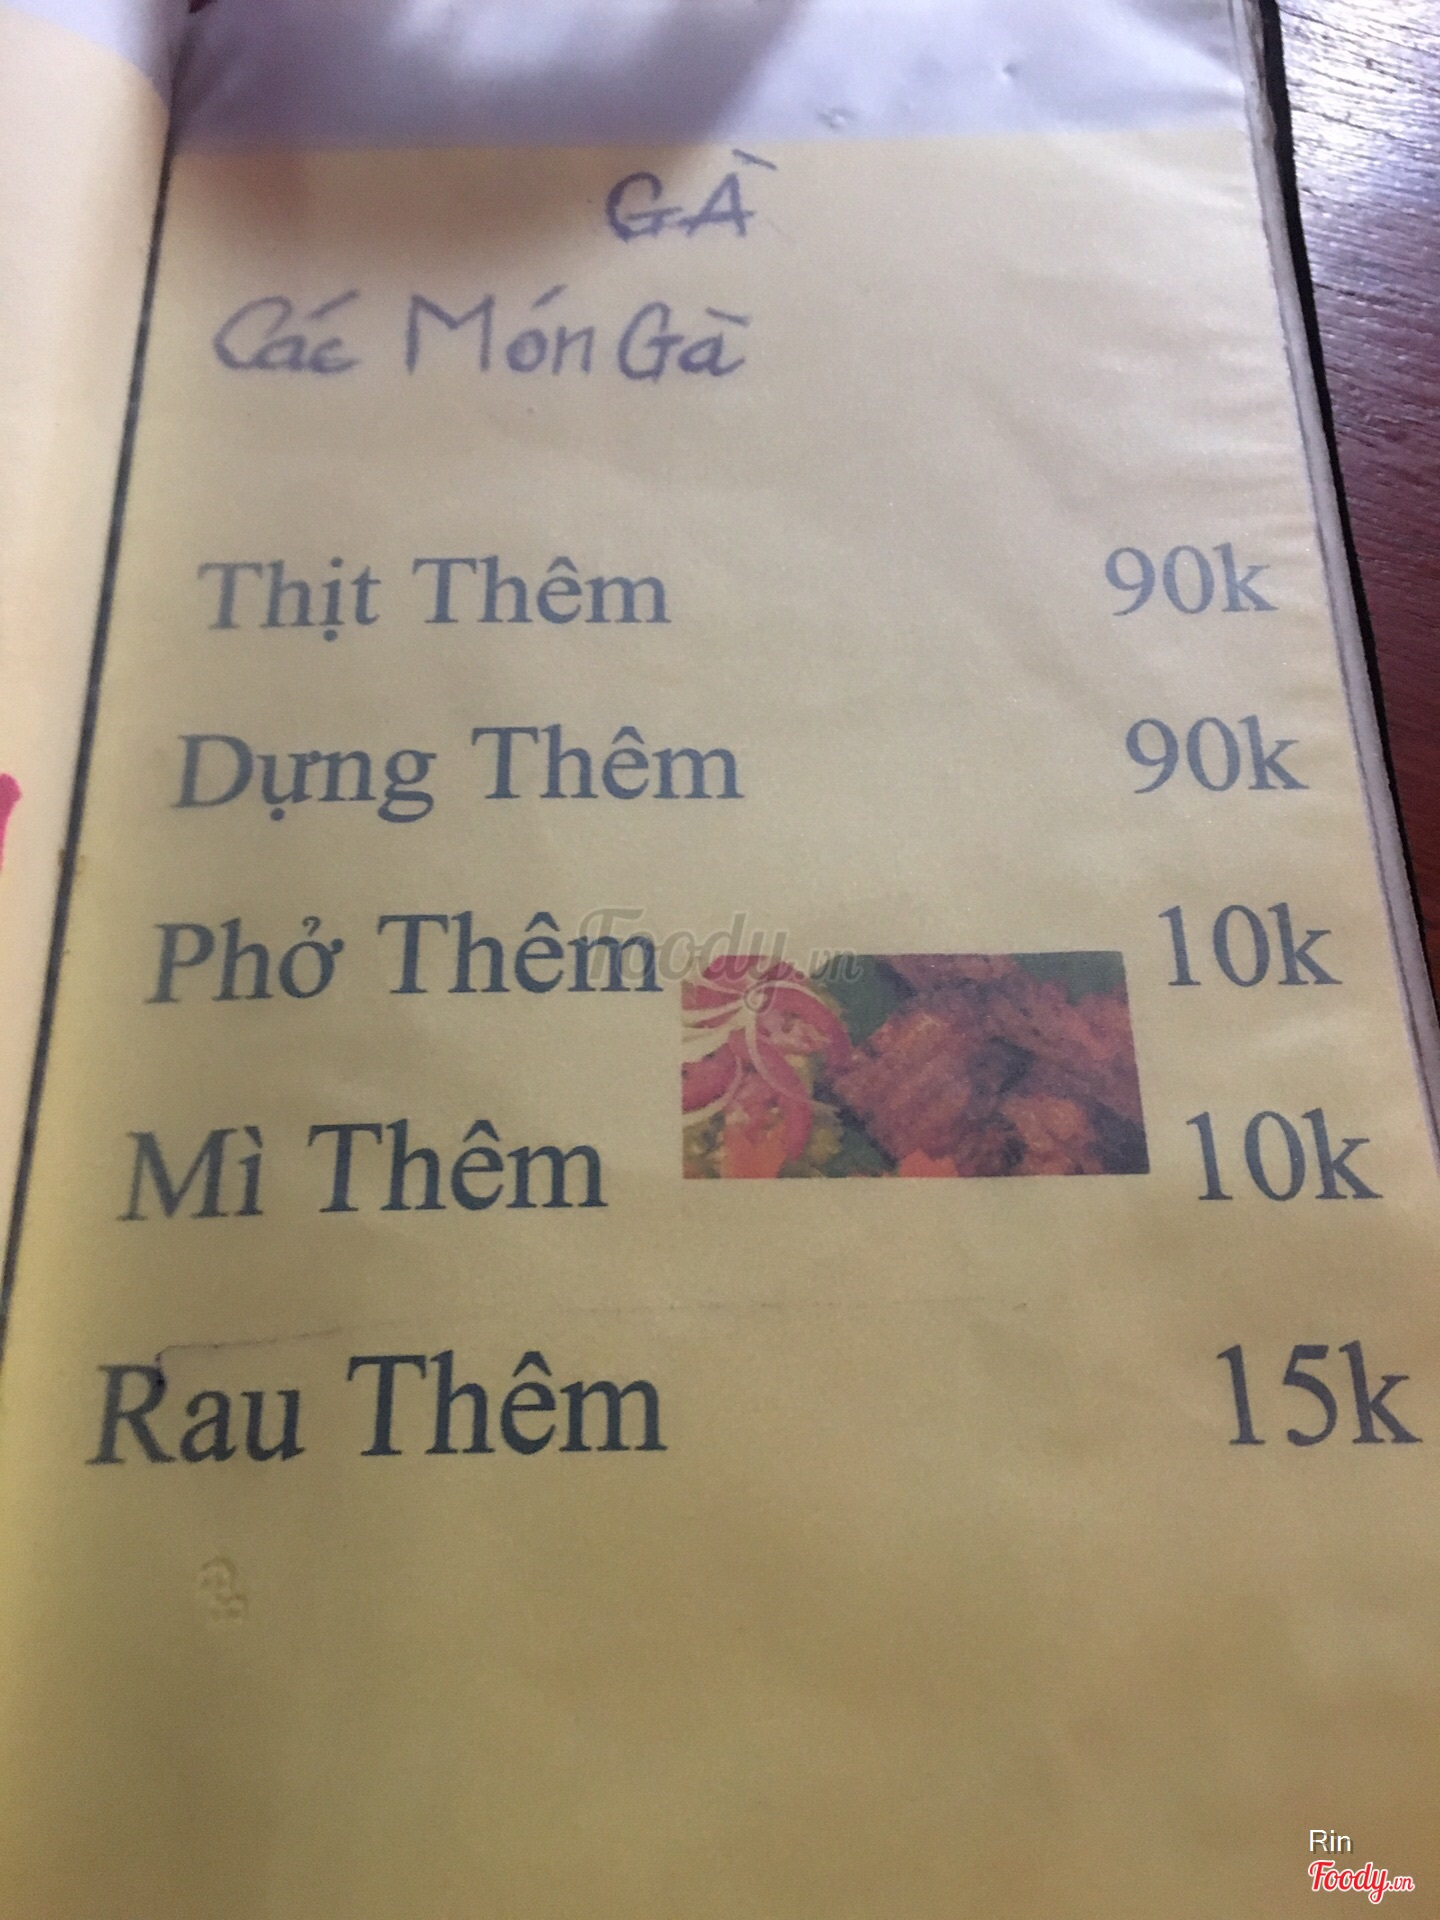 GÀ
Các Món Gà
Thịt Thêm 90k
Dựng Thêm 90k
Phở Thêm 10k
Foody.vn
Mì Thêm 10k
Rau Thêm 15k
Rin
Foody.vn